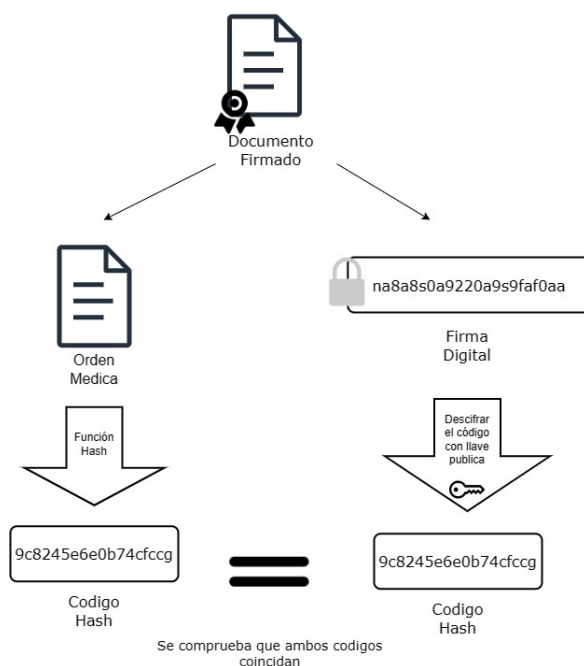 Documento
Firmado
na8a8s0a9220a9s9faf0aa
Firma
Digital
Orden
Medica
Función
Hash
Descifrar
el código
con llave
publica
9c8245e6e0b74cfccg
9c8245e6e0b74cfccg
Codigo
Hash
Codigo
Hash
Se comprueba que ambos codigos
coincidan